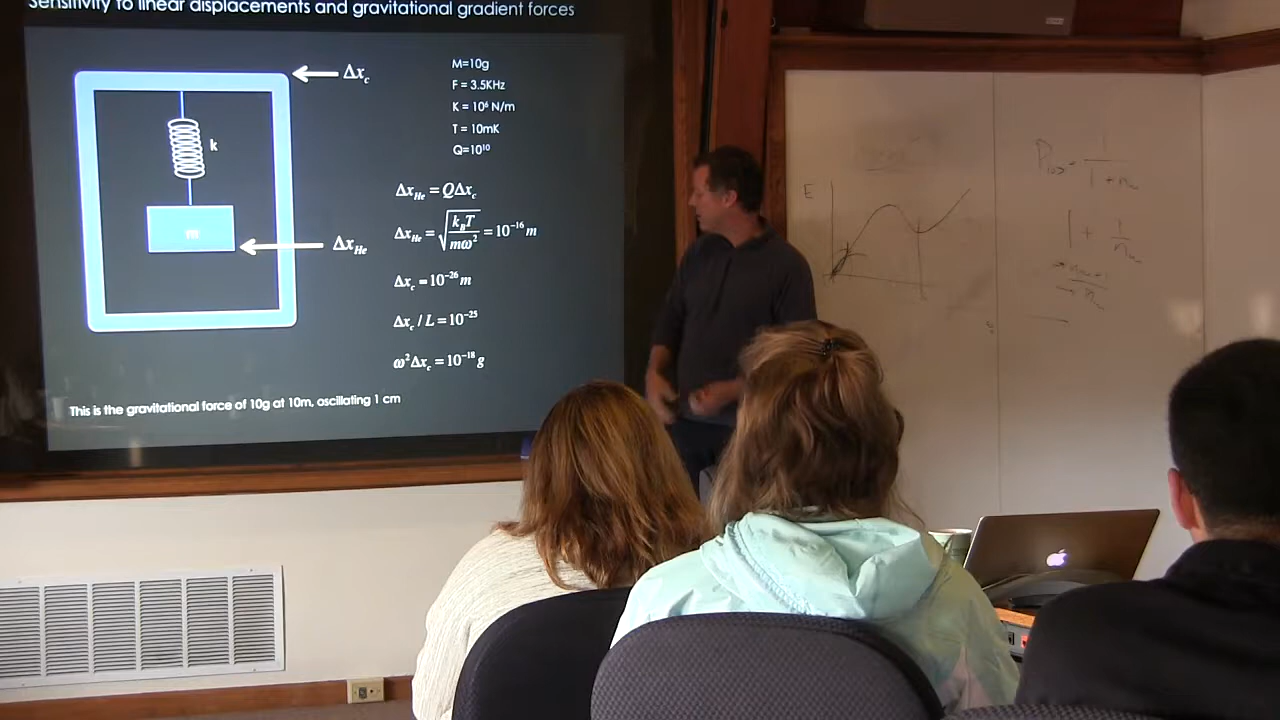 Sensitivity to linear displacements and gravitational gradient forces
Δx_c
k
m
Δx_He
M=10g
F = 3.5KHz
K = 10⁶ N/m
T = 10mK
Q=10¹⁰
Δx_He = QΔx_c
Δx_He = √(k_BT / mω²) = 10⁻¹⁶ m
Δx_c = 10⁻²⁶ m
Δx_c / L = 10⁻²⁵
ω²Δx_c = 10⁻¹⁸ g
This is the gravitational force of 10g at 10m, oscillating 1 cm
E